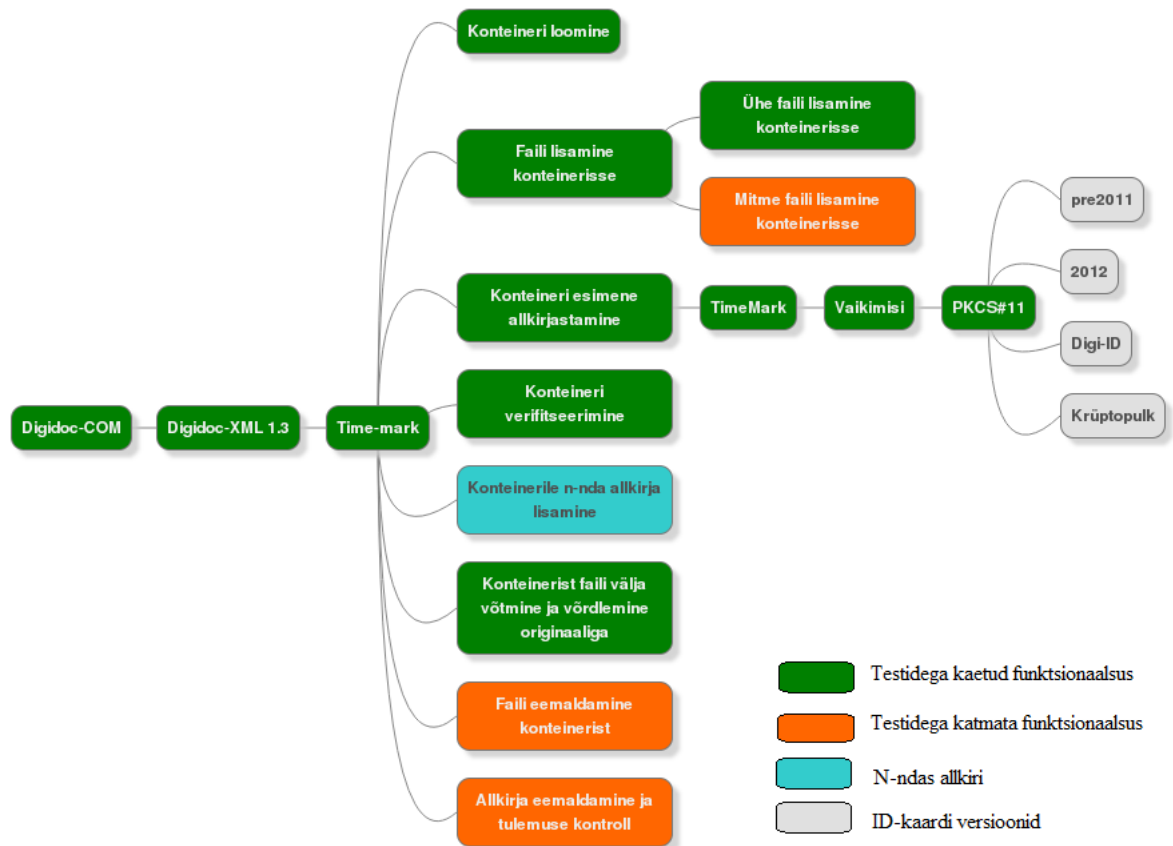 Konteineri loomine
Ühe faili lisamine
konteinerisse
Faili lisamine
konteinerisse
Mitme faili lisamine
konteinerisse
pre2011
2012
Konteineri esimene
allkirjastamine
TimeMark
Vaikimisi
PKCS#11
Digi-ID
Krüptopulk
Konteineri
verifitseerimine
Digidoc-COM
Digidoc-XML 1.3
Time-mark
Konteinerile n-nda allkirja
lisamine
Konteinerist faili välja
võtmine ja võrdlemine
originaaliga
Faili eemaldamine
konteinerist
Allkirja eemaldamine ja
tulemuse kontroll
Testidega kaetud funktsionaalsus
Testidega katmata funktsionaalsus
N-ndas allkiri
ID-kaardi versioonid